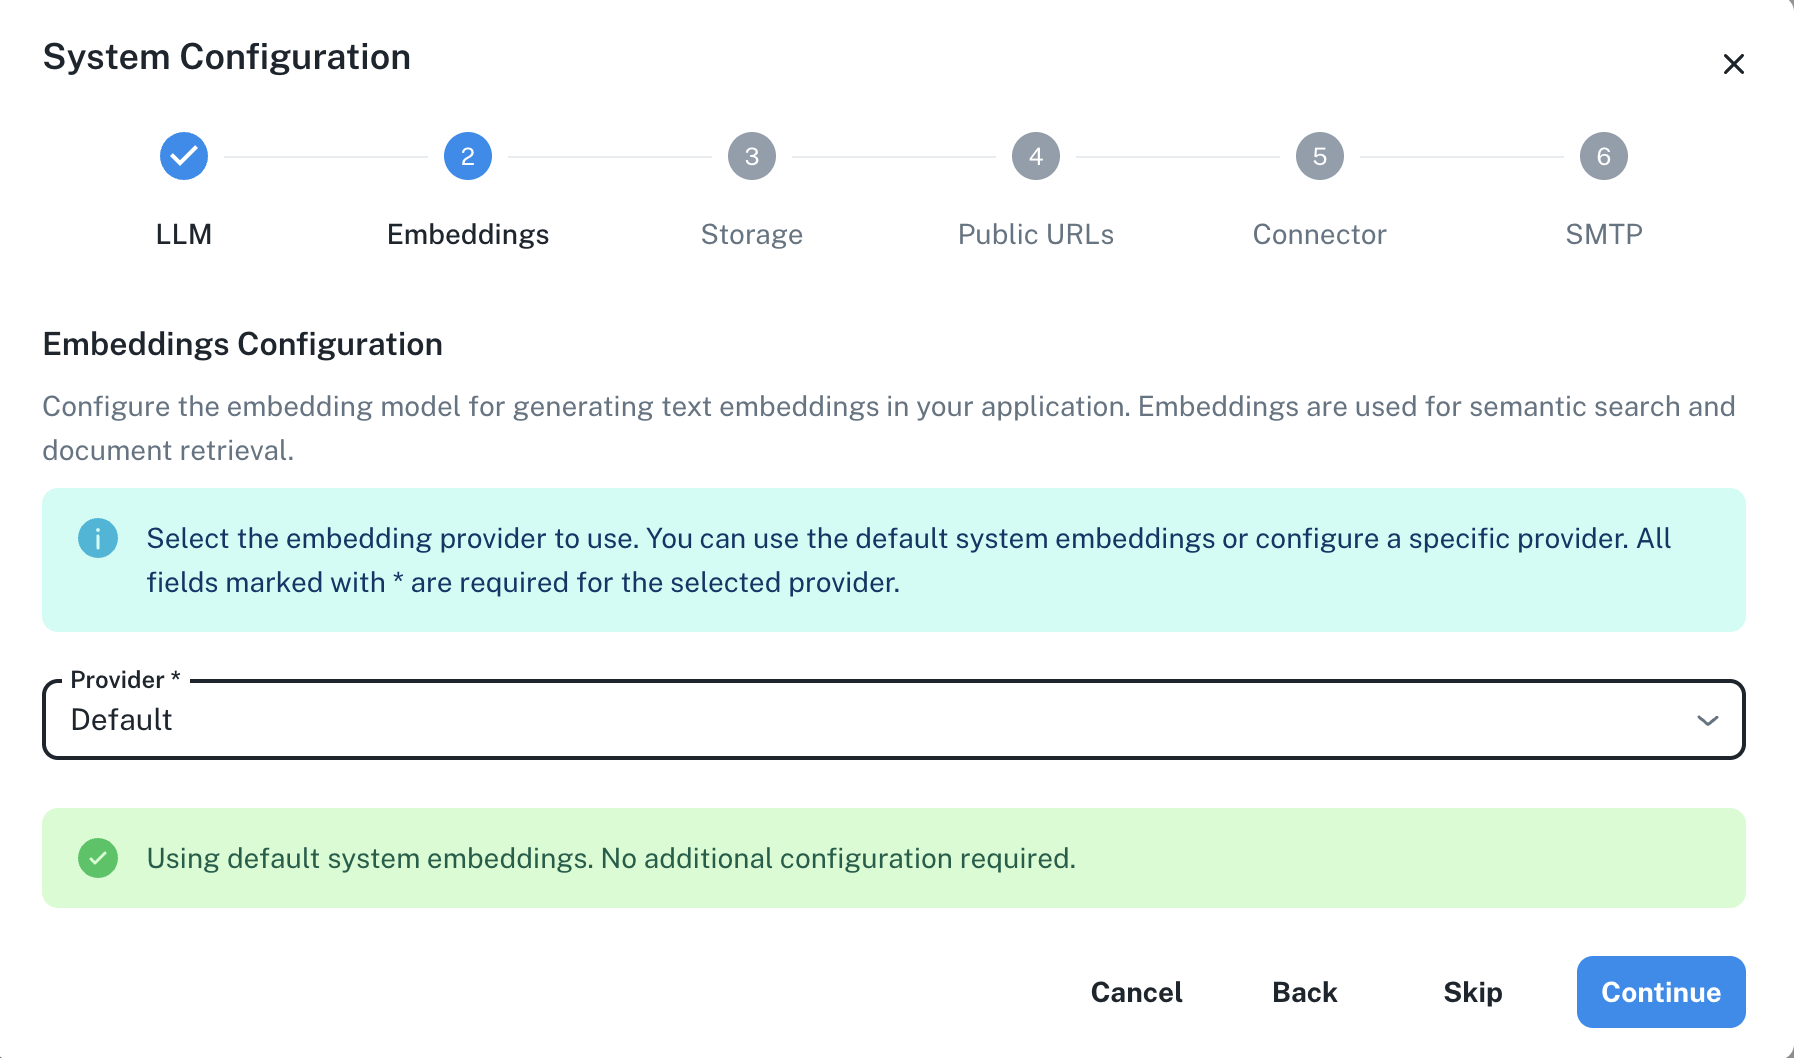 System Configuration
2
3
4
5
6
LLM
Embeddings
Storage
Public URLs
Connector
SMTP
Embeddings Configuration
Configure the embedding model for generating text embeddings in your application. Embeddings are used for semantic search and
document retrieval.
Select the embedding provider to use. You can use the default system embeddings or configure a specific provider. All
fields marked with * are required for the selected provider.
Provider *
Default
Using default system embeddings. No additional configuration required.
Cancel
Back
Skip
Continue